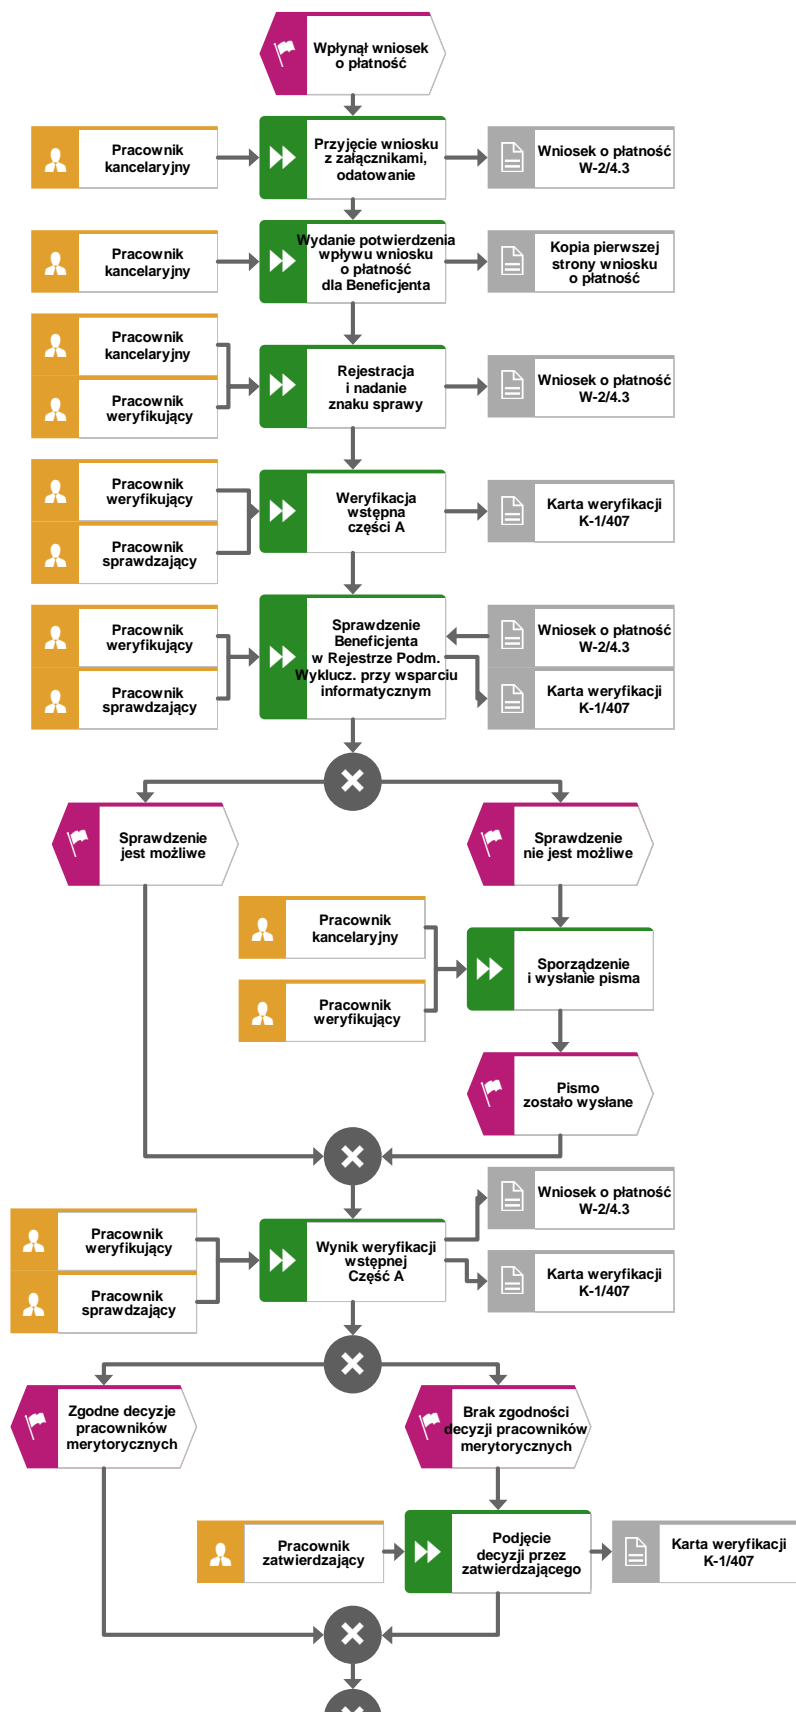 Wpłynął wniosek
o płatność
Pracownik
kancelaryjny
Przyjęcie wniosku
z załącznikami,
odatowanie
Wniosek o płatność
W-2/4.3
Pracownik
kancelaryjny
Wydanie potwierdzenia
wpływu wniosku
o płatność
dla Beneficjenta
Kopia pierwszej
strony wniosku
o płatność
Pracownik
kancelaryjny
Pracownik
weryfikujący
Rejestracja
i nadanie
znaku sprawy
Wniosek o płatność
W-2/4.3
Pracownik
weryfikujący
Pracownik
sprawdzający
Weryfikacja
wstępna
części A
Karta weryfikacji
K-1/407
Pracownik
weryfikujący
Pracownik
sprawdzający
Sprawdzenie
Beneficjenta
w Rejestrze Podm.
Wyklucz. przy wsparciu
informatycznym
Wniosek o płatność
W-2/4.3
Karta weryfikacji
K-1/407
Sprawdzenie
jest możliwe
Sprawdzenie
nie jest możliwe
Pracownik
kancelaryjny
Pracownik
weryfikujący
Sporządzenie
i wysłanie pisma
Pismo
zostało wysłane
Pracownik
weryfikujący
Pracownik
sprawdzający
Wynik weryfikacji
wstępnej
Część A
Wniosek o płatność
W-2/4.3
Karta weryfikacji
K-1/407
Zgodne decyzje
pracowników
merytorycznych
Brak zgodności
decyzji pracowników
merytorycznych
Pracownik
zatwierdzający
Podjęcie
decyzji przez
zatwierdzającego
Karta weryfikacji
K-1/407